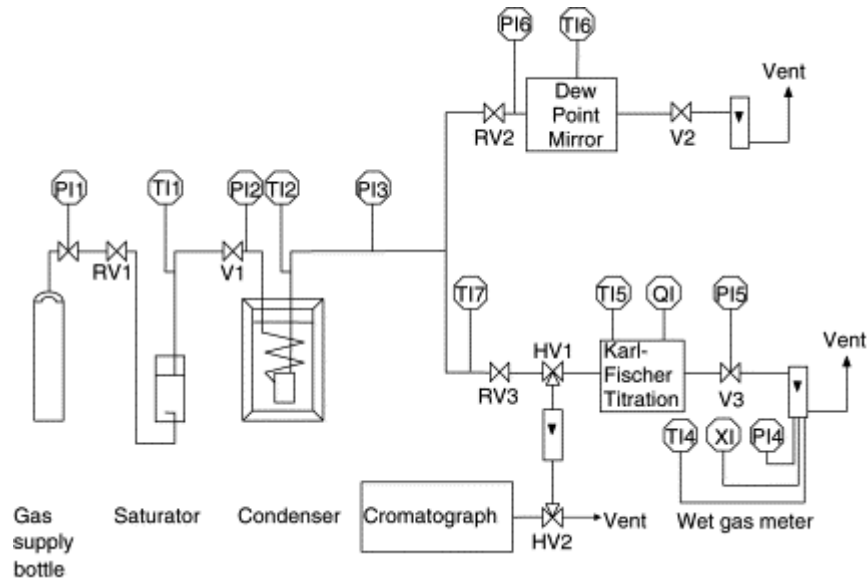 PI6
TI6
Vent
Dew
Point
Mirror
RV2
V2
PI1
TI1
PI2
TI2
PI3
RV1
V1
TI7
TI5
QI
PI5
HV1
Vent
Karl-
Fischer
Titration
RV3
V3
TI4
XI
PI4
Gas
supply
bottle
Saturator
Condenser
Cromatograph
Vent
HV2
Wet gas meter